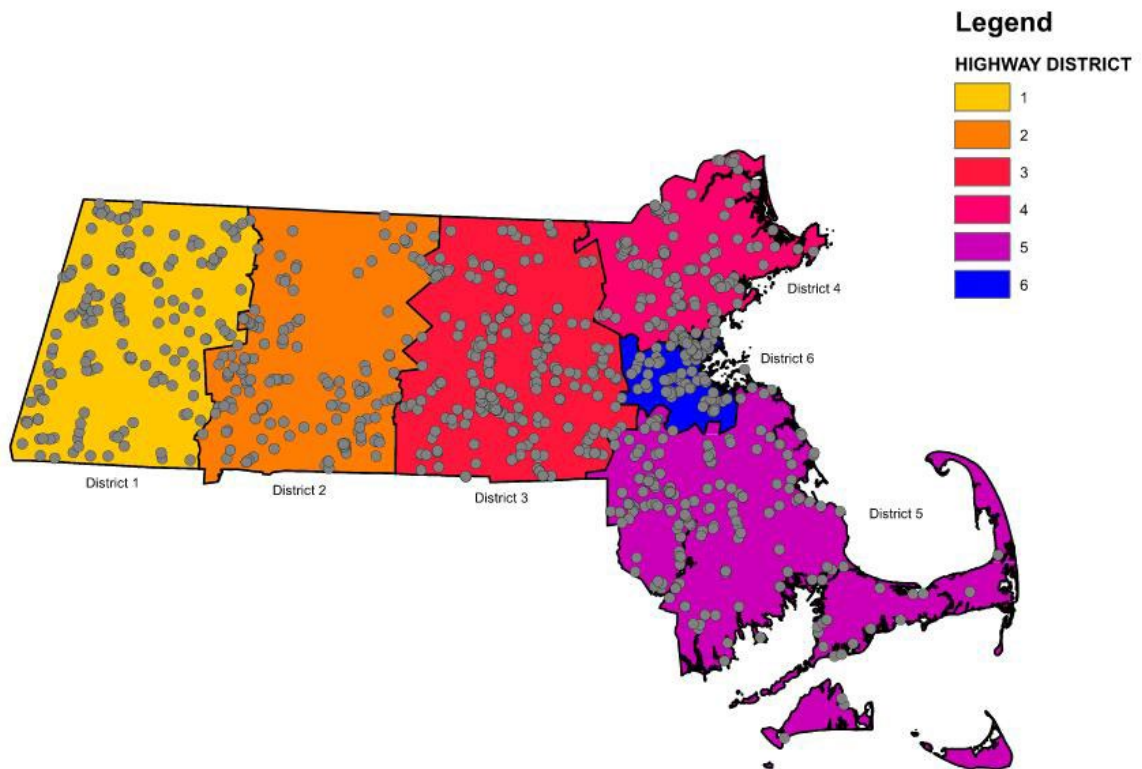 Legend
HIGHWAY DISTRICT
1
2
3
4
5
6
District 4
District 6
District 1
District 2
District 3
District 5